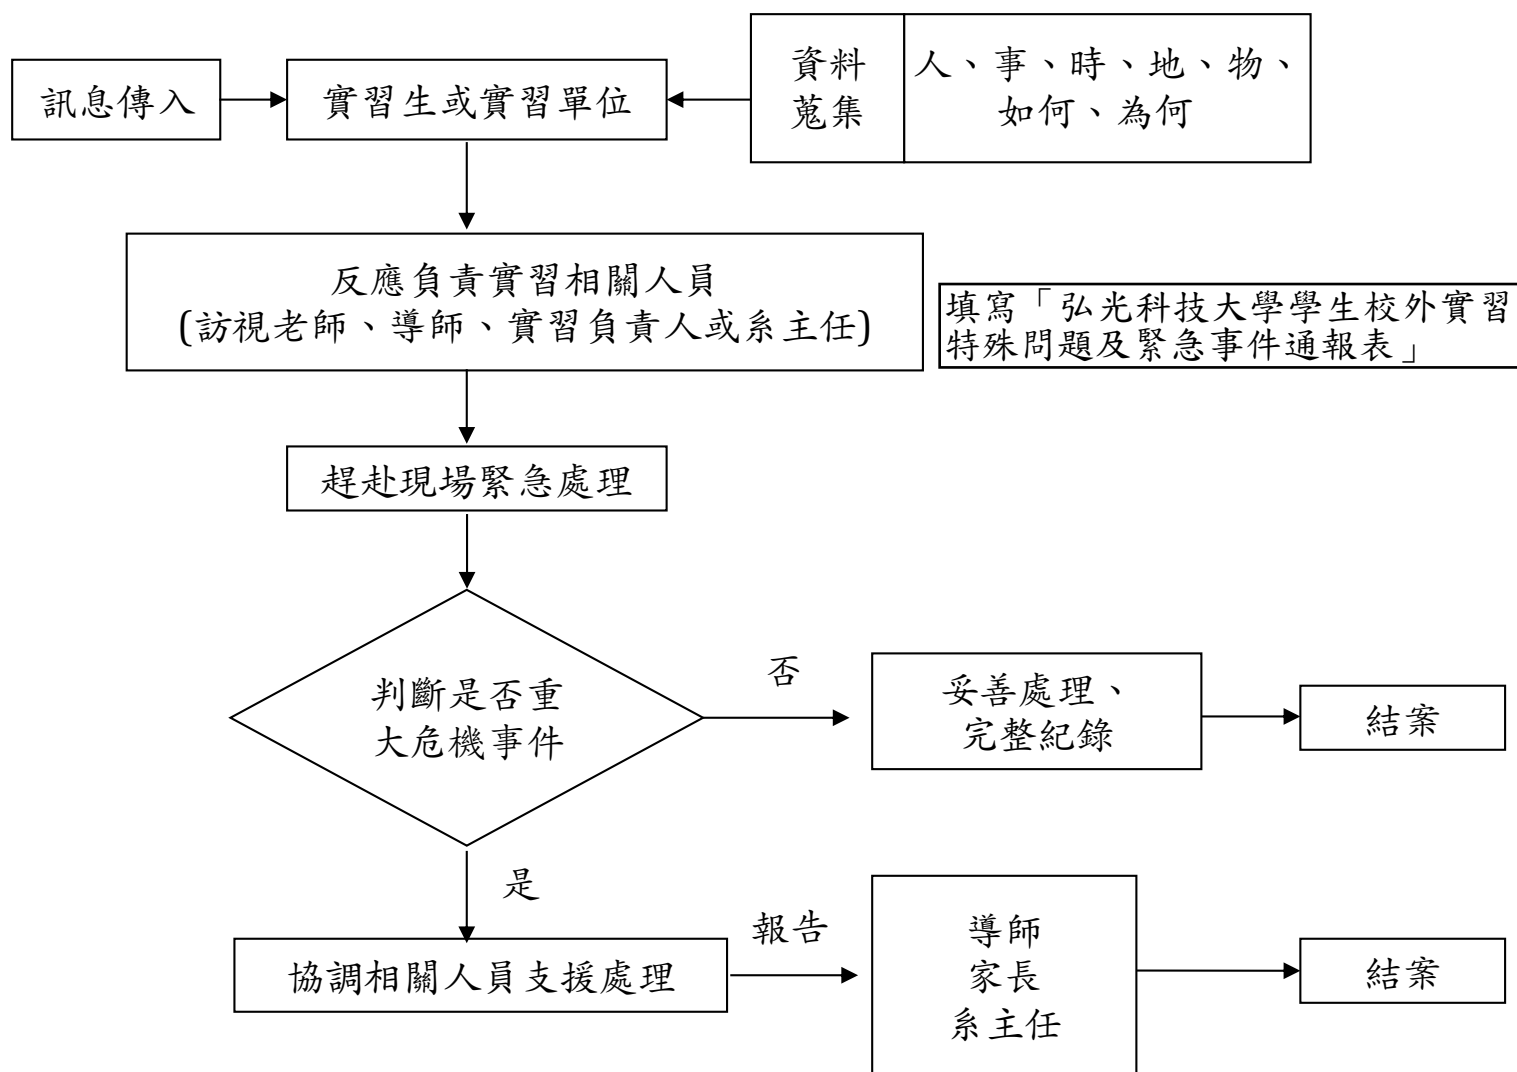 訊息傳入
實習生或實習單位
資料
蒐集
人、事、時、地、物、
如何、為何
反應負責實習相關人員
(訪視老師、導師、實習負責人或系主任)
填寫「弘光科技大學學生校外實習
特殊問題及緊急事件通報表」
趕赴現場緊急處理
判斷是否重
大危機事件
否
妥善處理、
完整紀錄
結案
是
協調相關人員支援處理
報告
導師
家長
系主任
結案